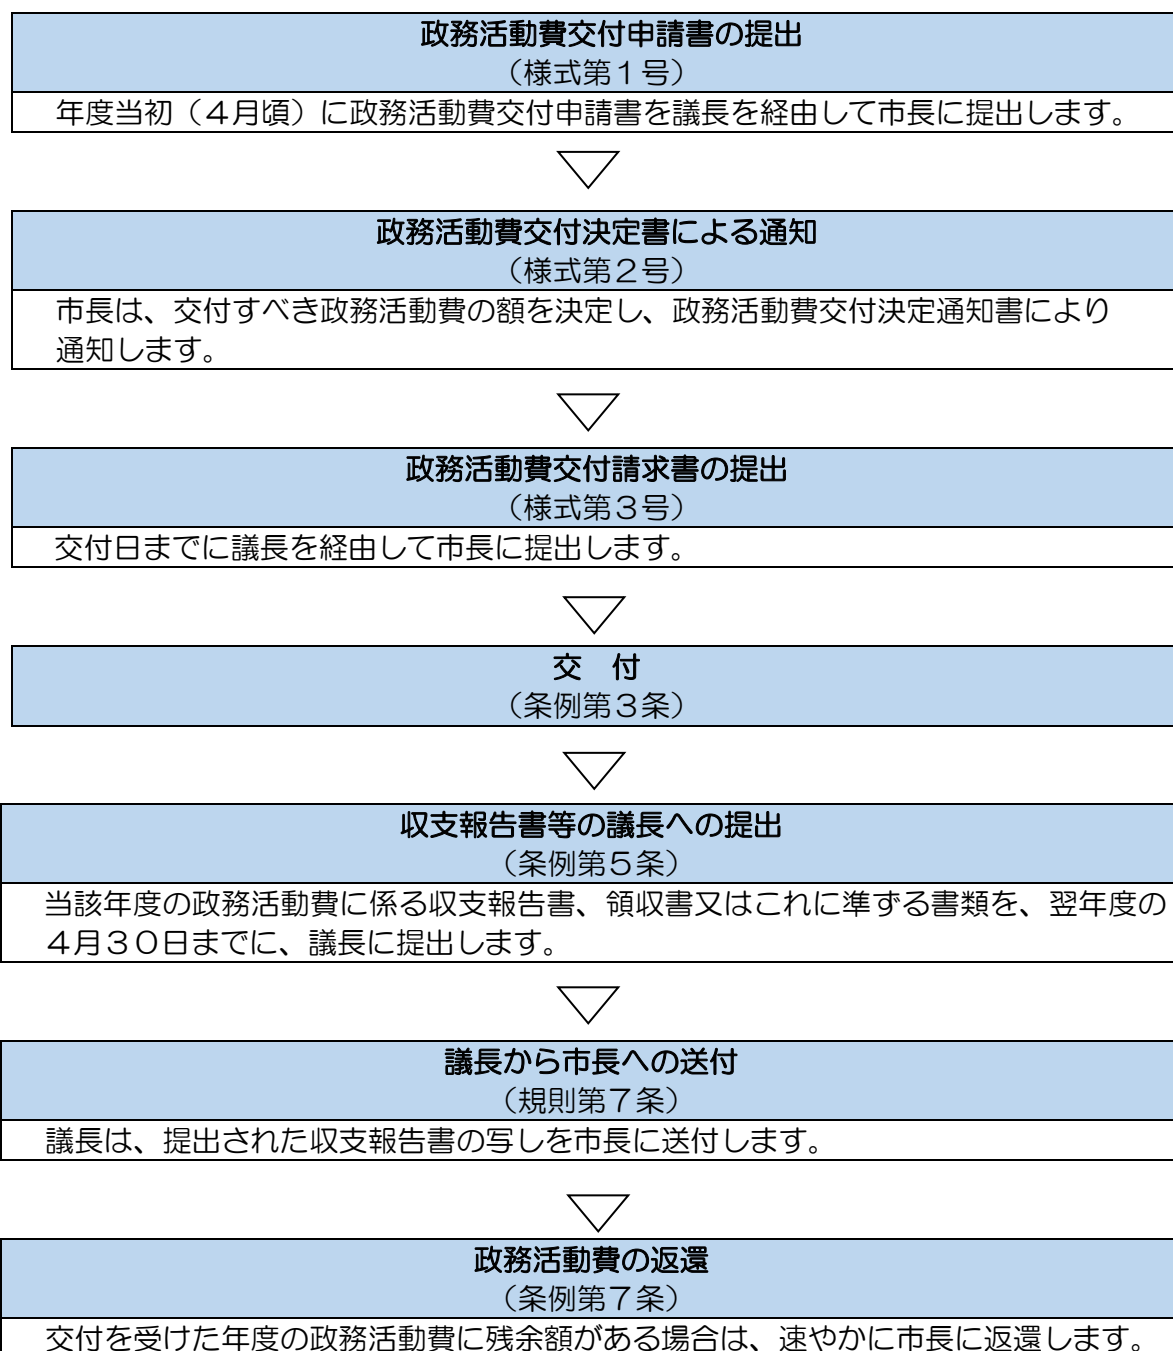 政務活動費交付申請書の提出
（様式第１号）
年度当初（４月頃）に政務活動費交付申請書を議長を経由して市長に提出します。
政務活動費交付決定書による通知
（様式第２号）
市長は、交付すべき政務活動費の額を決定し、政務活動費交付決定通知書により
通知します。
政務活動費交付請求書の提出
（様式第３号）
交付日までに議長を経由して市長に提出します。
交　付
（条例第３条）
収支報告書等の議長への提出
（条例第５条）
当該年度の政務活動費に係る収支報告書、領収書又はこれに準ずる書類を、翌年度の
４月３０日までに、議長に提出します。
議長から市長への送付
（規則第７条）
議長は、提出された収支報告書の写しを市長に送付します。
政務活動費の返還
（条例第７条）
交付を受けた年度の政務活動費に残余額がある場合は、速やかに市長に返還します。